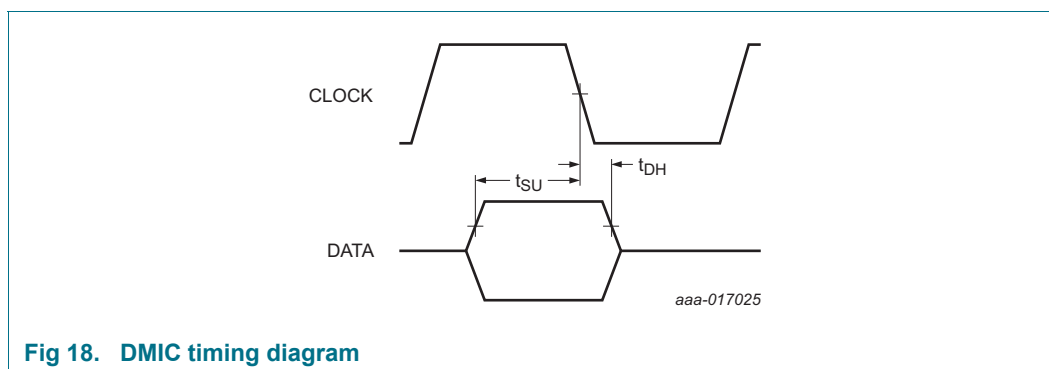 CLOCK
tDH
tSU
DATA
aaa-017025
Fig 18. DMIC timing diagram